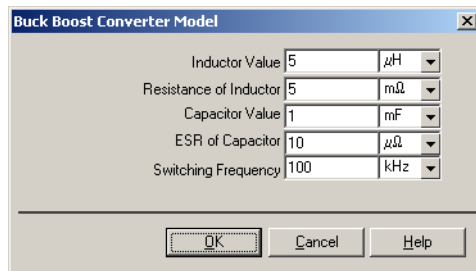 Buck Boost Converter Model
Inductor Value 5 μH
Resistance of Inductor 5 mΩ
Capacitor Value 1 mF
ESR of Capacitor 10 μΩ
Switching Frequency 100 kHz
OK Cancel Help